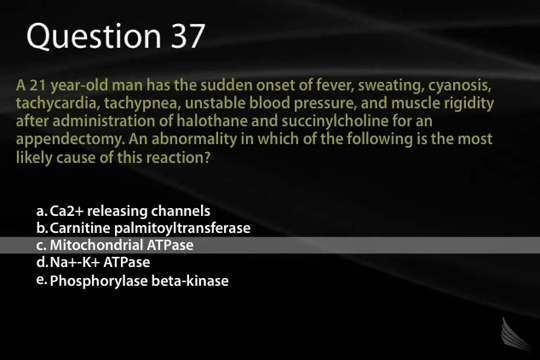 Question 37
A 21 year-old man has the sudden onset of fever, sweating, cyanosis,
tachycardia, tachypnea, unstable blood pressure, and muscle rigidity
after administration of halothane and succinylcholine for an
appendectomy. An abnormality in which of the following is the most
likely cause of this reaction?
a. Ca2+ releasing channels
b. Carnitine palmitoyltransferase
c. Mitochondrial ATPase
d. Na+-K+ ATPase
e. Phosphorylase beta-kinase